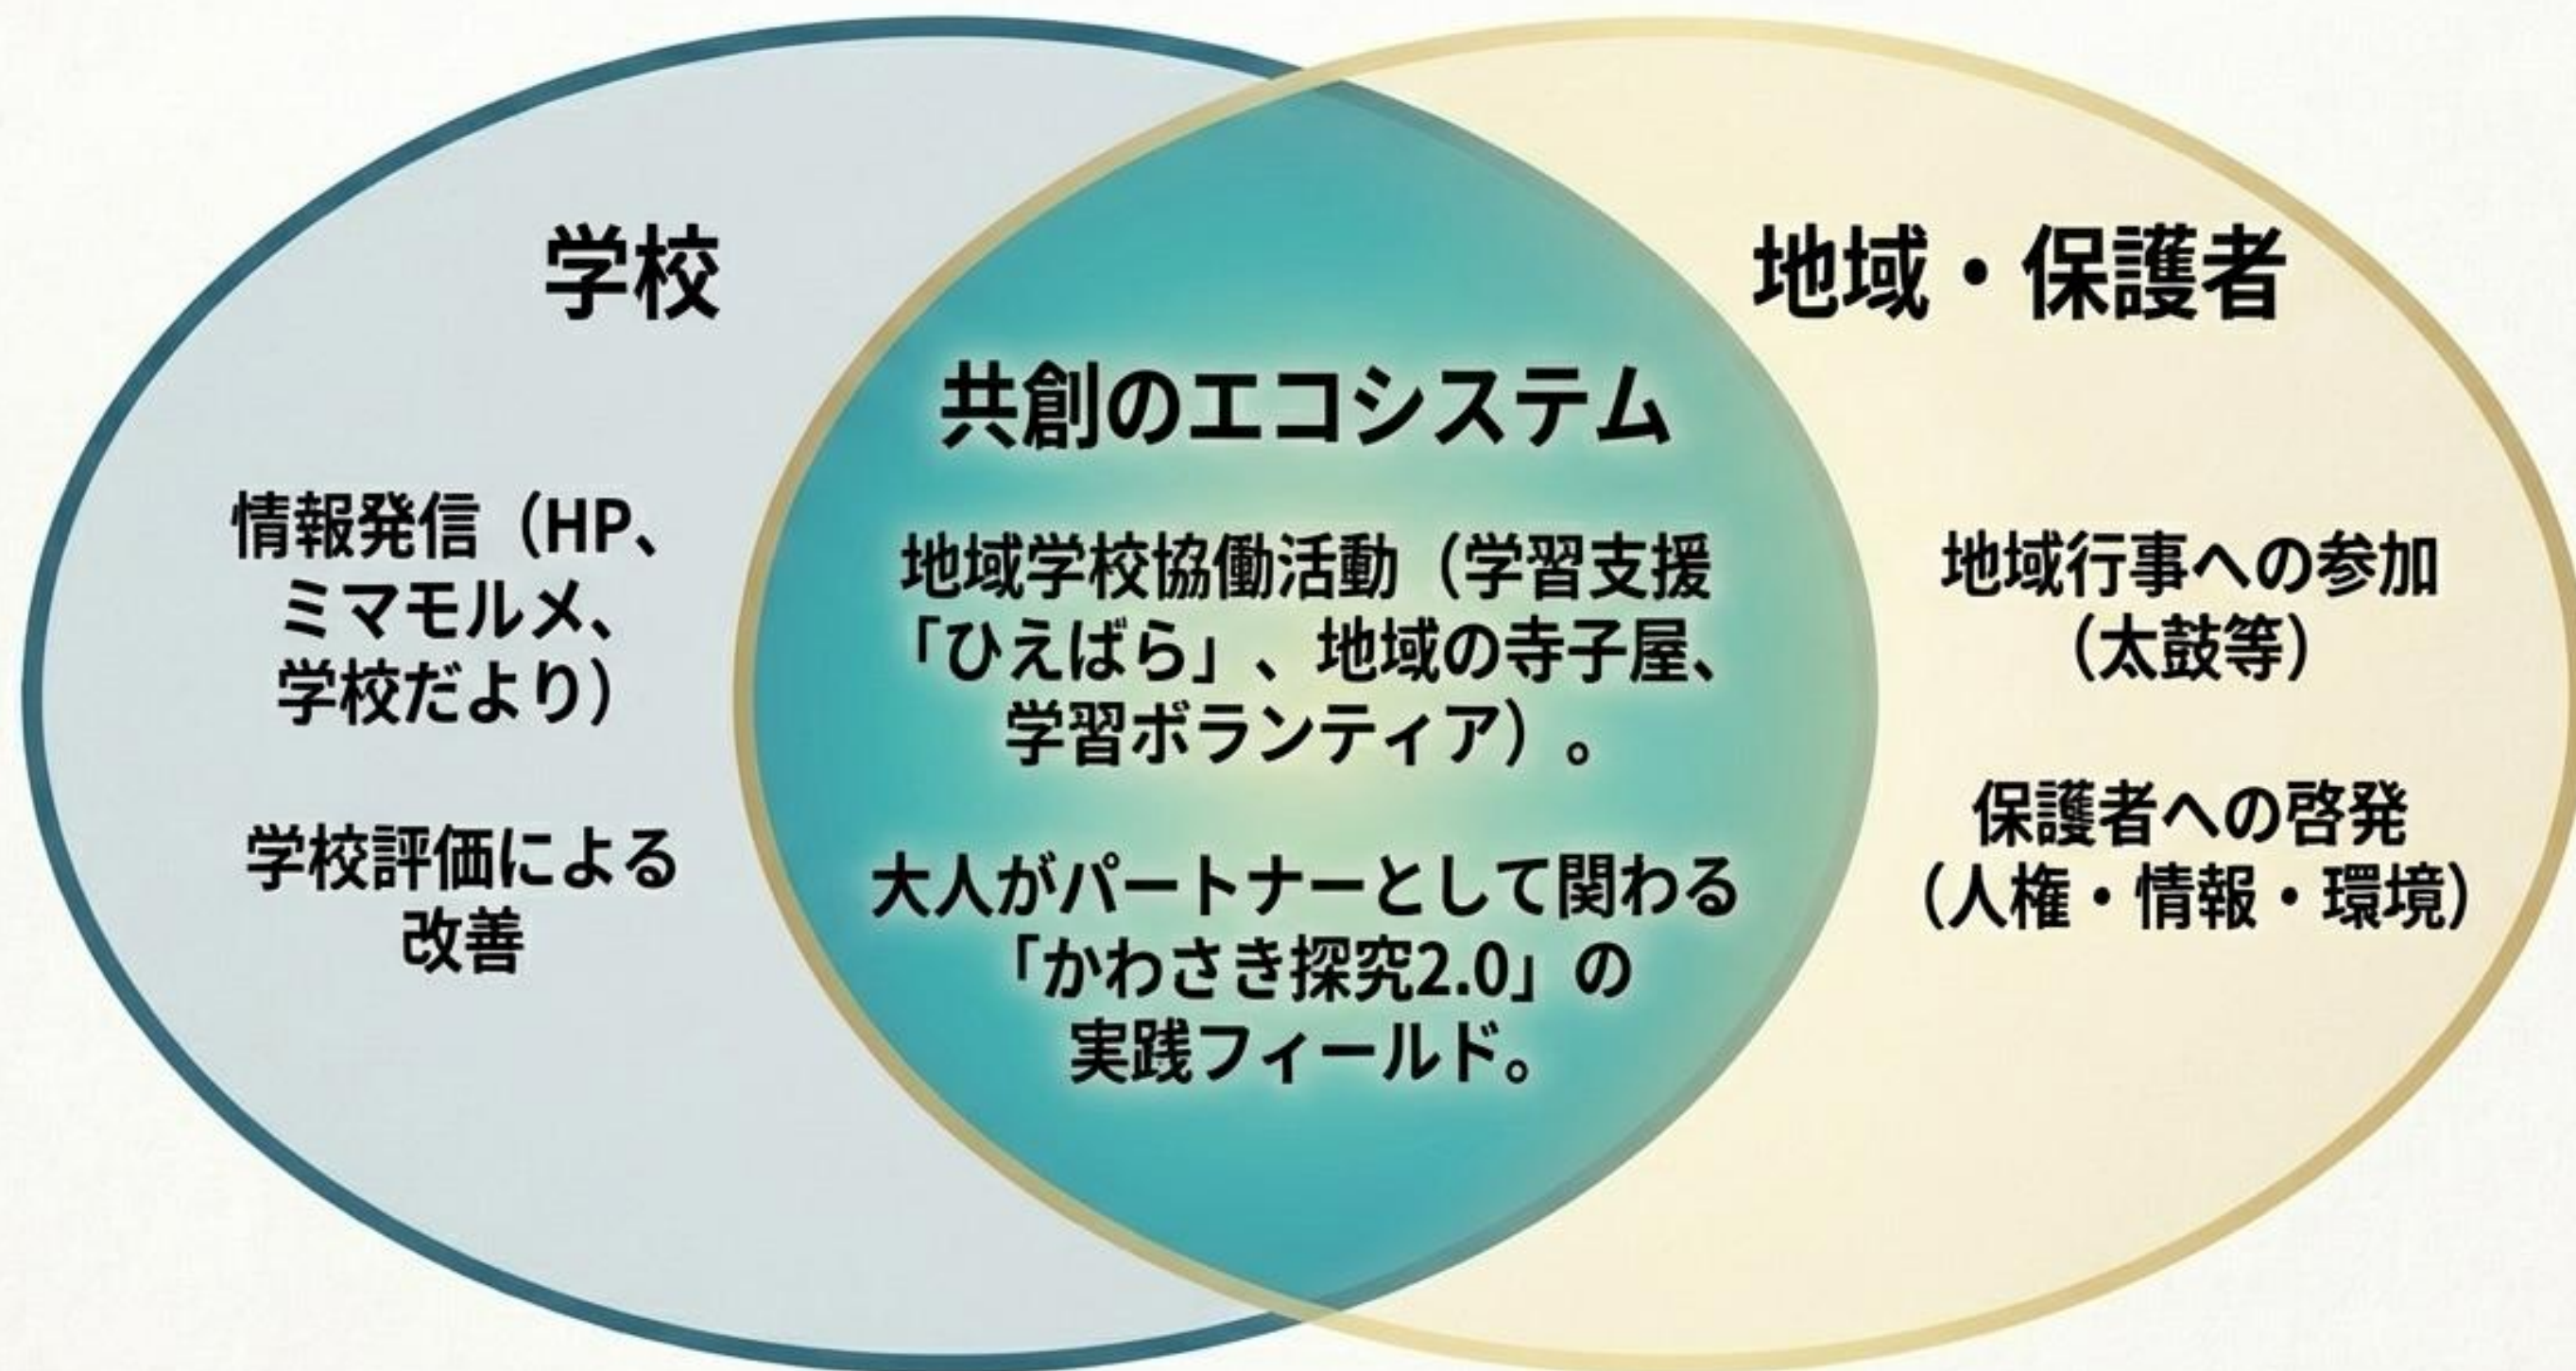 学校
情報発信（HP、
ミマモルメ、
学校だより）
学校評価による
改善
共創のエコシステム
地域学校協働活動（学習支援
「ひえばら」、地域の寺子屋、
学習ボランティア）。
大人がパートナーとして関わる
「かわさき探究2.0」の
実践フィールド。
地域・保護者
地域行事への参加
（太鼓等）
保護者への啓発
（人権・情報・環境）